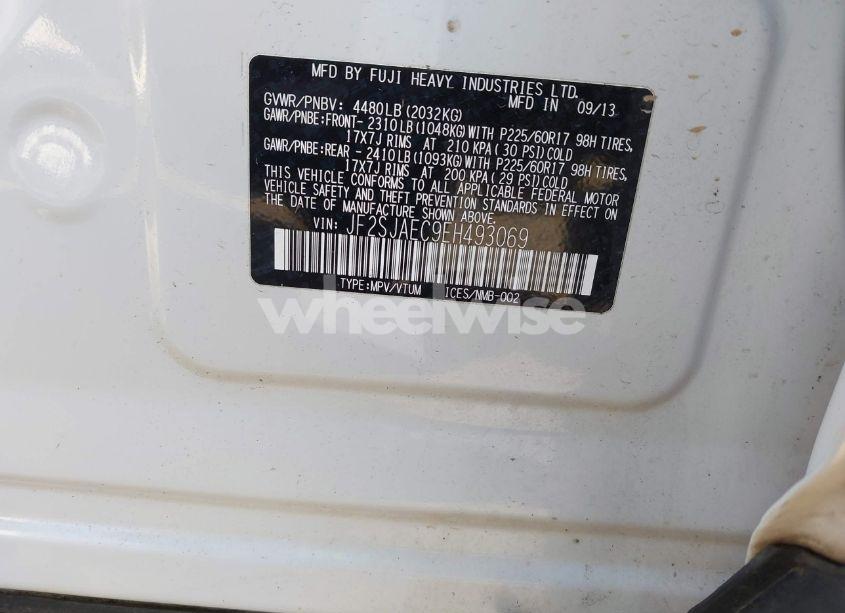 MFD BY FUJI HEAVY INDUSTRIES LTD.
MFD IN 09/13
GVWR/PNBV: 4480LB(2032KG)
GAWR/PNBE:FRONT- 2310LB(1048KG)WITH P225/60R17 98H TIRES,
17X7J RIMS AT 210 KPA( 30 PSI)COLD
GAWR/PNBE:REAR - 2410LB(1093KG)WITH P225/60R17 98H TIRES,
17X7J RIMS AT 200 KPA( 29 PSI)COLD
THIS VEHICLE CONFORMS TO ALL APPLICABLE FEDERAL MOTOR
VEHICLE SAFETY AND THEFT PREVENTION STANDARDS IN EFFECT ON
THE DATE OF MANUFACTURE SHOWN ABOVE.
VIN: JF2SJAEC9EH493069
TYPE:MPV/VTUM ICES/NMB-002
wheelwise